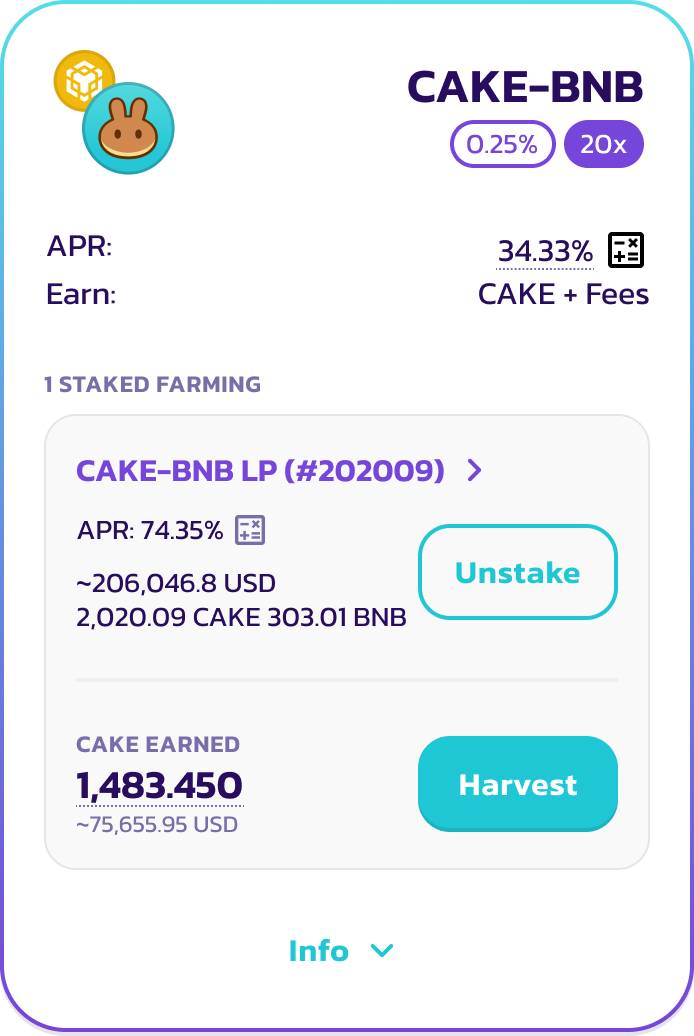 CAKE-BNB
0.25% 20x
APR: 34.33%
Earn: CAKE + Fees
1 STAKED FARMING
CAKE-BNB LP (#202009)
APR: 74.35%
~206,046.8 USD
2,020.09 CAKE 303.01 BNB
Unstake
CAKE EARNED
1,483.450
~75,655.95 USD
Harvest
Info